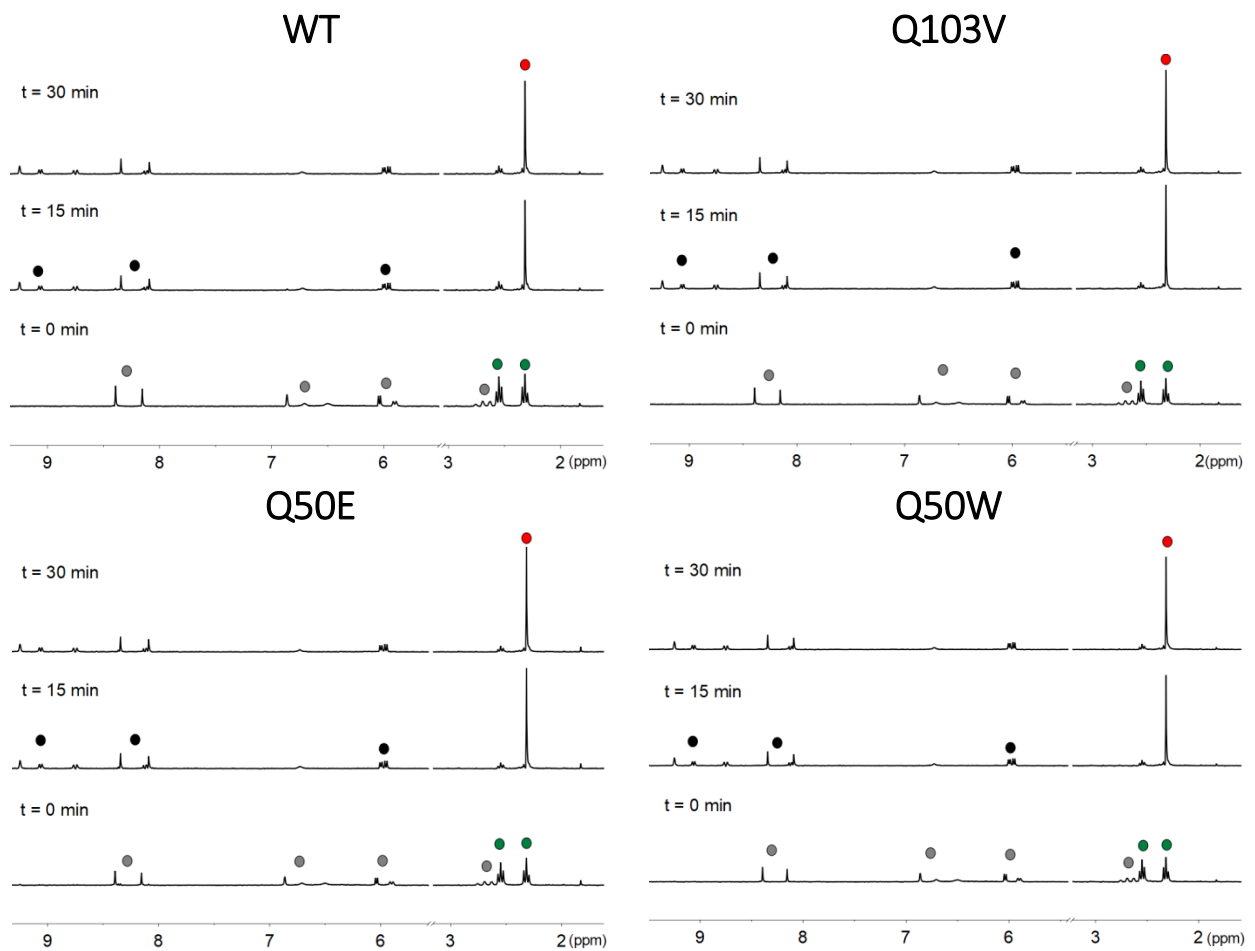 WT
t = 30 min
t = 15 min
t = 0 min
9 8 7 6 3 2 (ppm)
Q103V
t = 30 min
t = 15 min
t = 0 min
9 8 7 6 3 2 (ppm)
Q50E
t = 30 min
t = 15 min
t = 0 min
9 8 7 6 3 2 (ppm)
Q50W
t = 30 min
t = 15 min
t = 0 min
9 8 7 6 3 2 (ppm)